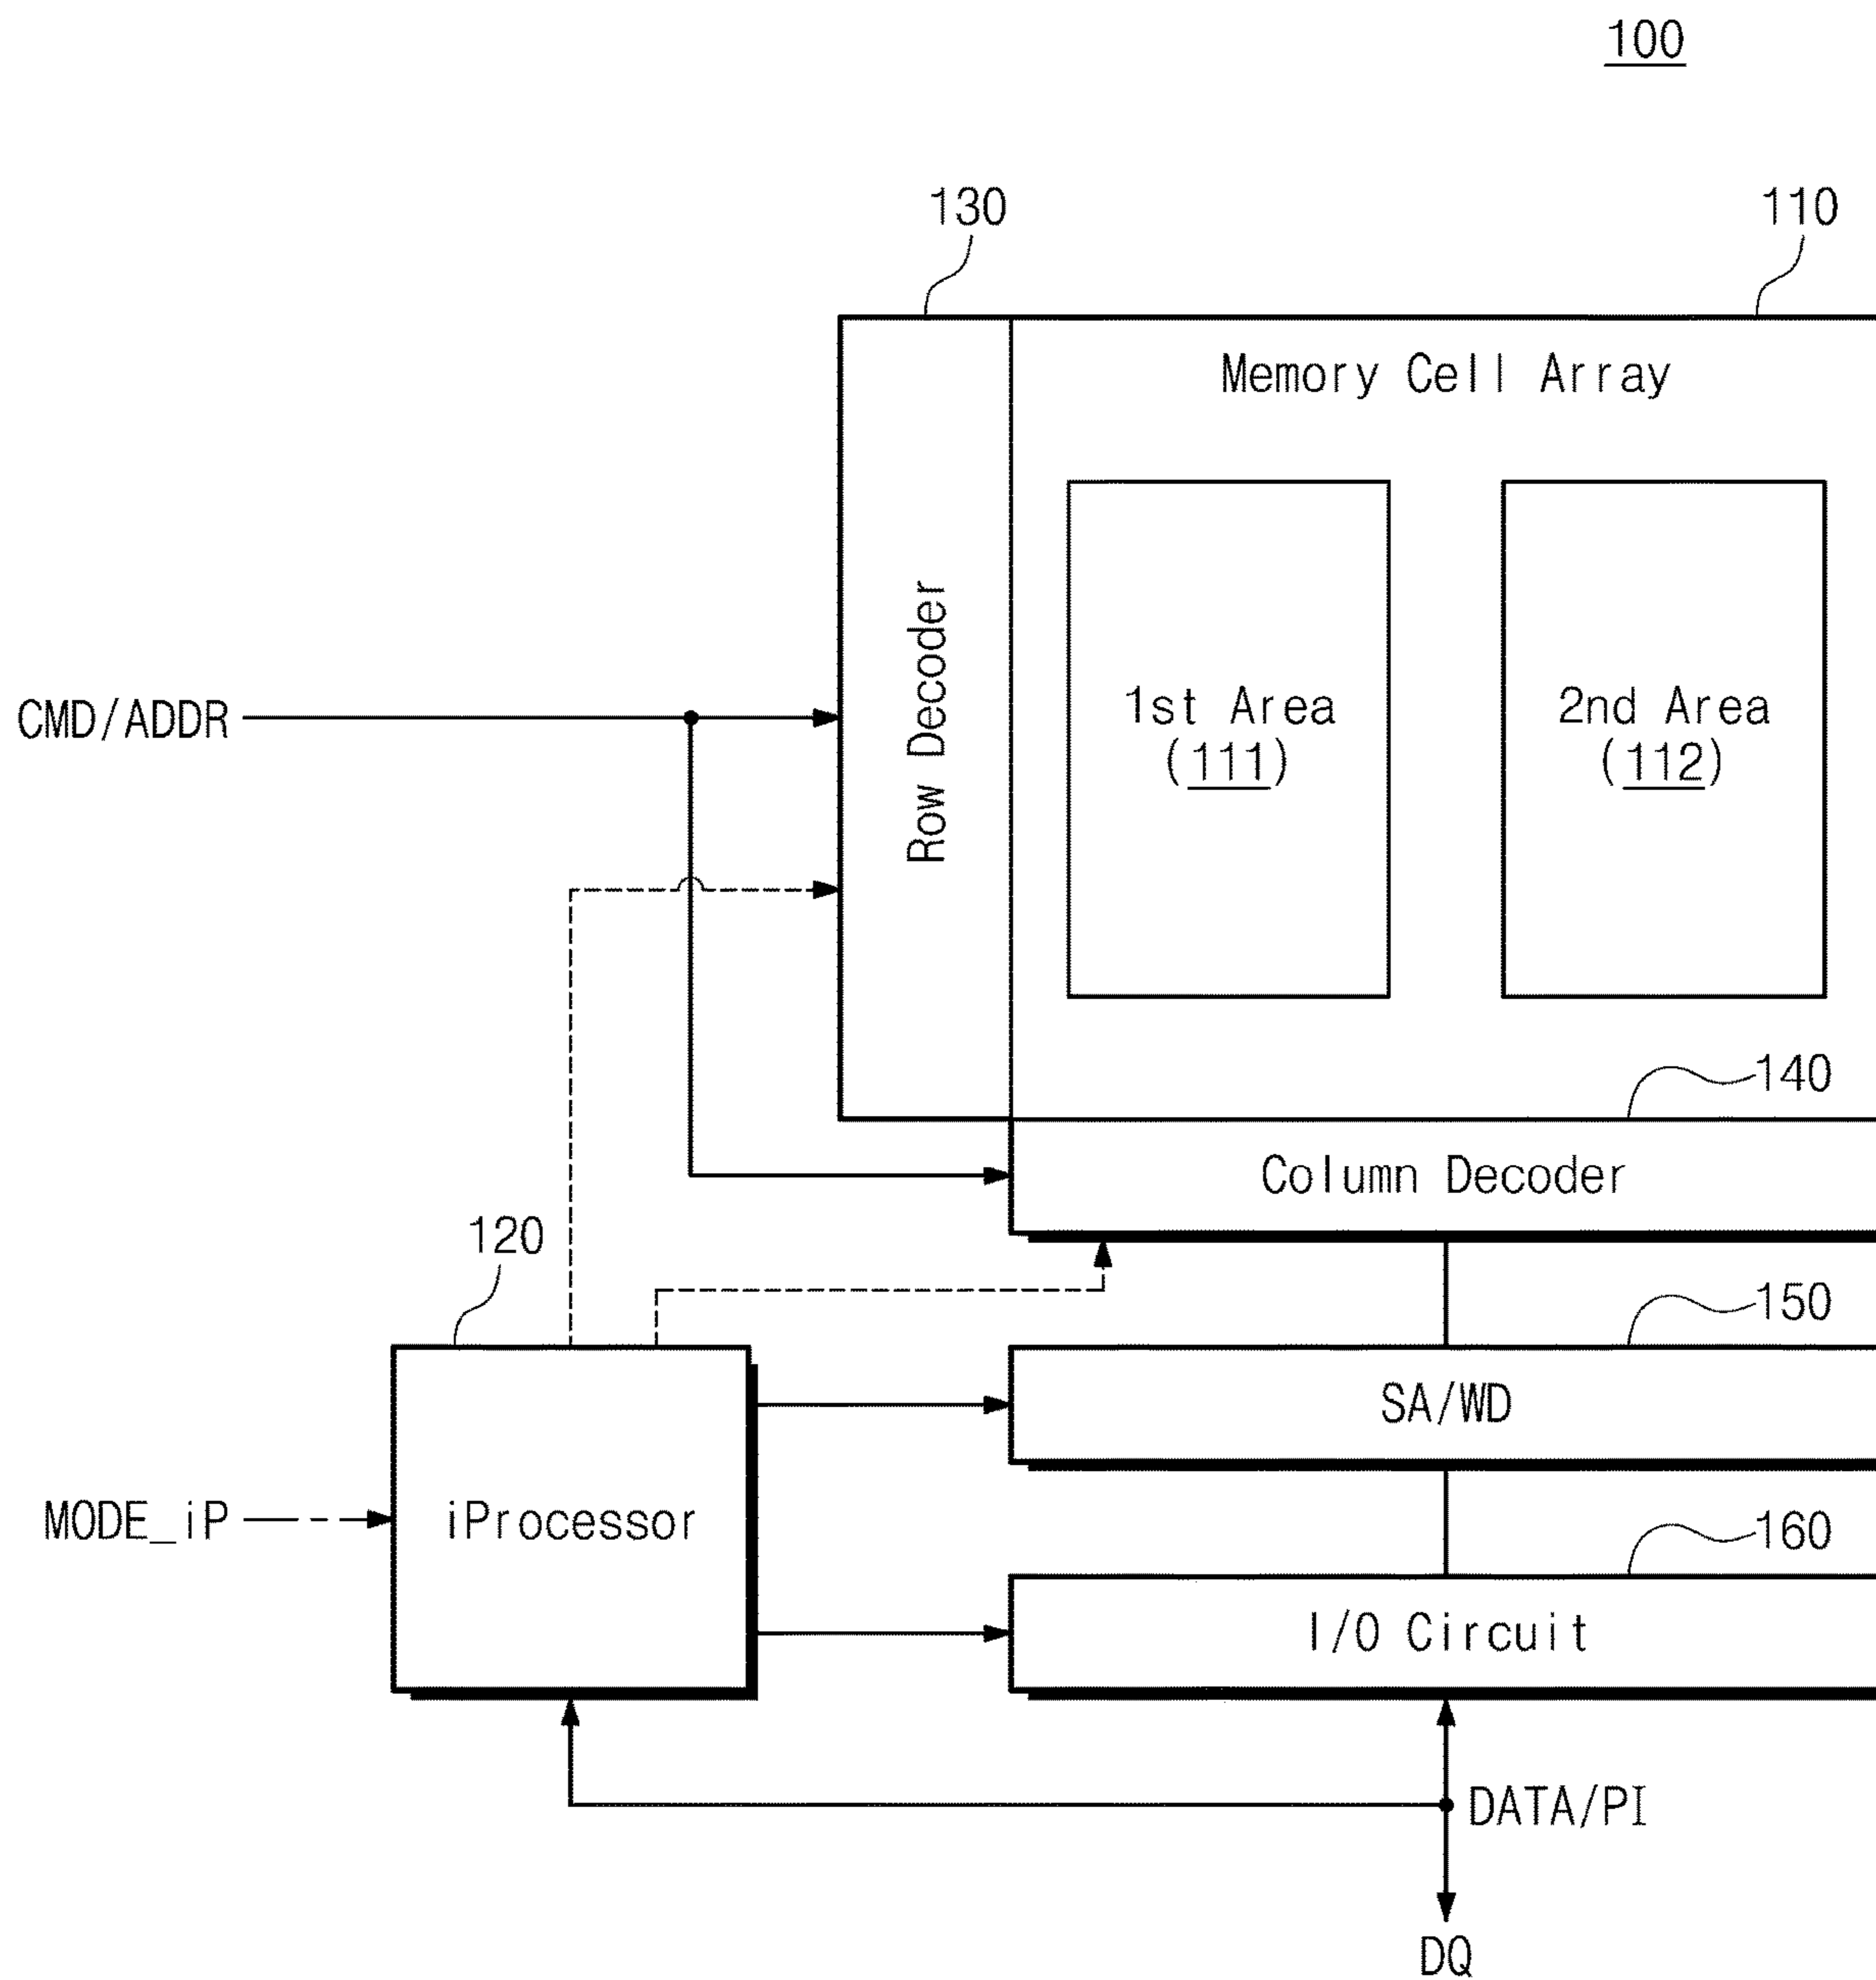 100
130
110
Memory Cell Array
Row Decoder
CMD/ADDR
1st Area
(111)
2nd Area
(112)
140
Column Decoder
120
150
SA/WD
MODE_iP
iProcessor
160
I/O Circuit
DATA/PI
DQ